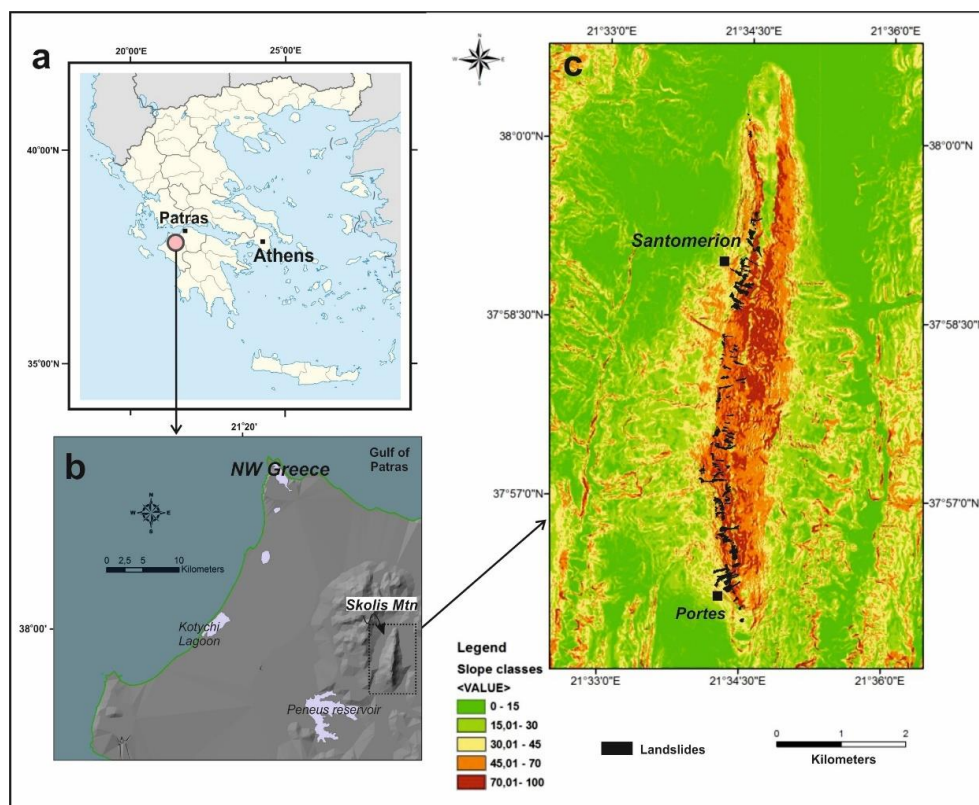 a
20°00'E
25°00'E
40°00'N
35°00'N
Patras
Athens
b
21°20'
NW Greece
Gulf of
Patras
N
W E
S
0 2,5 5 10
Kilometers
Skolis Mtn
38°00'
Kotychi
Lagoon
Peneus reservoir
N
W E
S
c
21°33'0"E
21°34'30"E
21°36'0"E
38°0'0"N
38°0'0"N
Santomerion
37°58'30"N
37°58'30"N
37°57'0"N
37°57'0"N
Portes
21°33'0"E
21°34'30"E
21°36'0"E
Legend
Slope classes
<VALUE>
0 - 15
15,01- 30
30,01 - 45
45,01 - 70
70,01- 100
Landslides
0 1 2
Kilometers